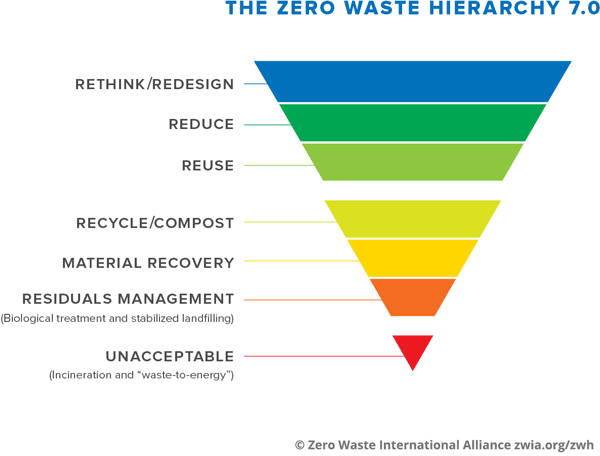 THE ZERO WASTE HIERARCHY 7.0
RETHINK/REDESIGN
REDUCE
REUSE
RECYCLE/COMPOST
MATERIAL RECOVERY
RESIDUALS MANAGEMENT
(Biological treatment and stabilized landfilling)
UNACCEPTABLE
(Incineration and “waste-to-energy”)
© Zero Waste International Alliance zwia.org/zwh